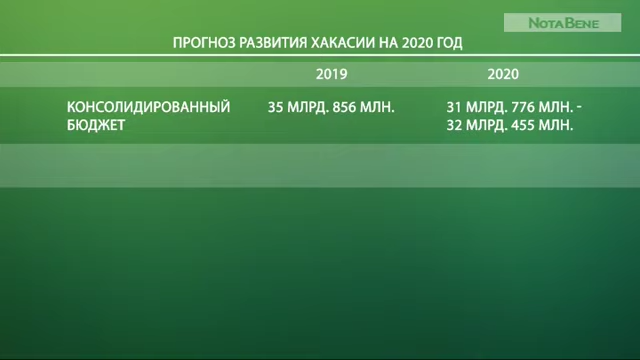 NOTABENE
ПРОГНОЗ РАЗВИТИЯ ХАКАСИИ НА 2020 ГОД
2019 2020
КОНСОЛИДИРОВАННЫЙ 35 МЛРД. 856 МЛН. 31 МЛРД. 776 МЛН. -
БЮДЖЕТ 32 МЛРД. 455 МЛН.